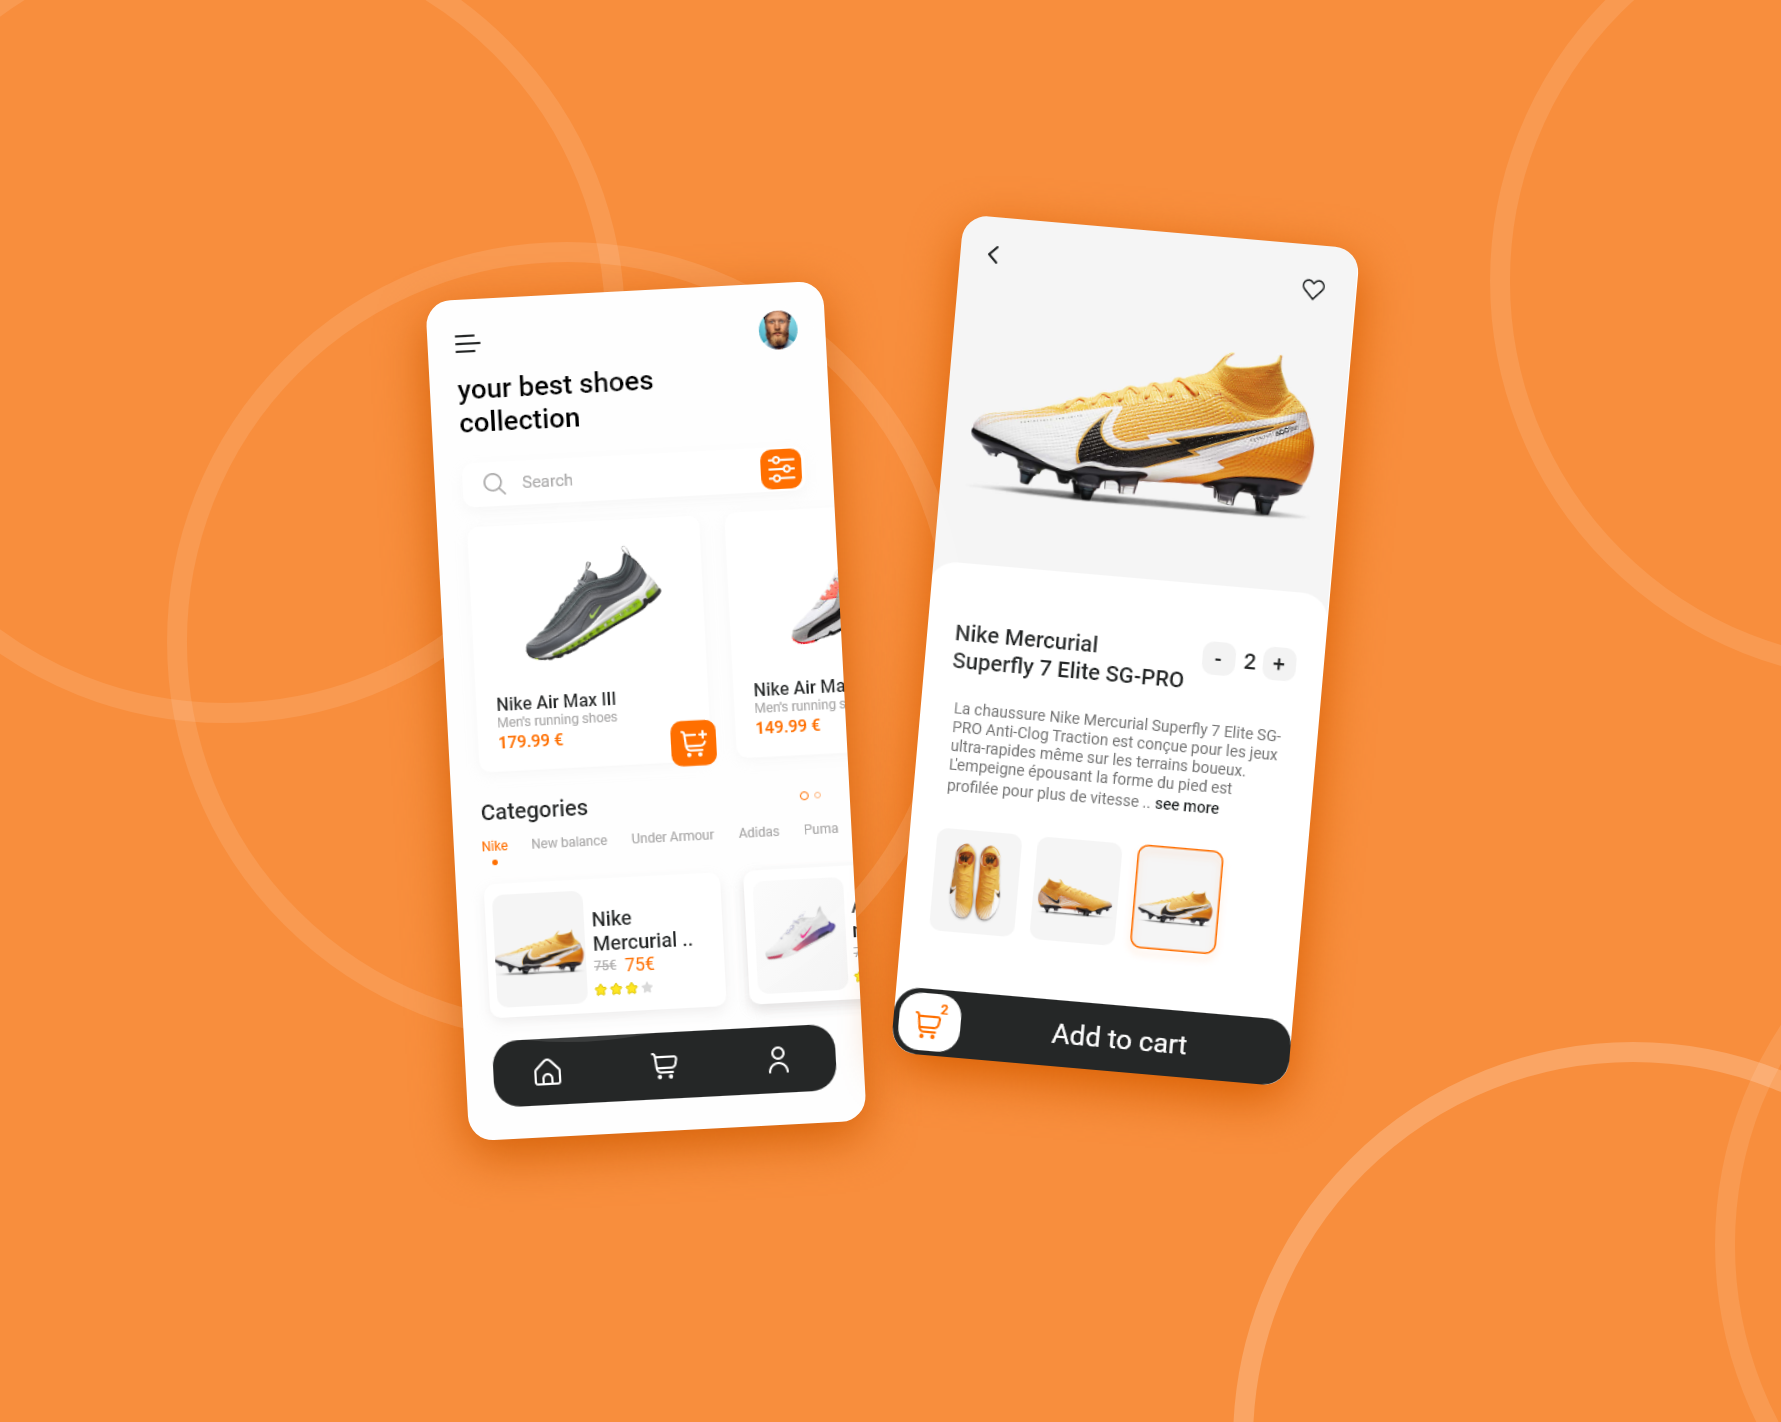 your best shoes
collection
Search
Nike Air Max III
Men's running shoes
179.99 €
Nike Air Ma
Men's running s
149.99 €
Categories
Nike
New balance
Under Armour
Adidas
Puma
Nike
Mercurial ..
75€ 75€
Nike Mercurial
Superfly 7 Elite SG-PRO
- 2 +
La chaussure Nike Mercurial Superfly 7 Elite SG-
PRO Anti-Clog Traction est conçue pour les jeux
ultra-rapides même sur les terrains boueux.
L'empeigne épousant la forme du pied est
profilée pour plus de vitesse .. see more
2
Add to cart